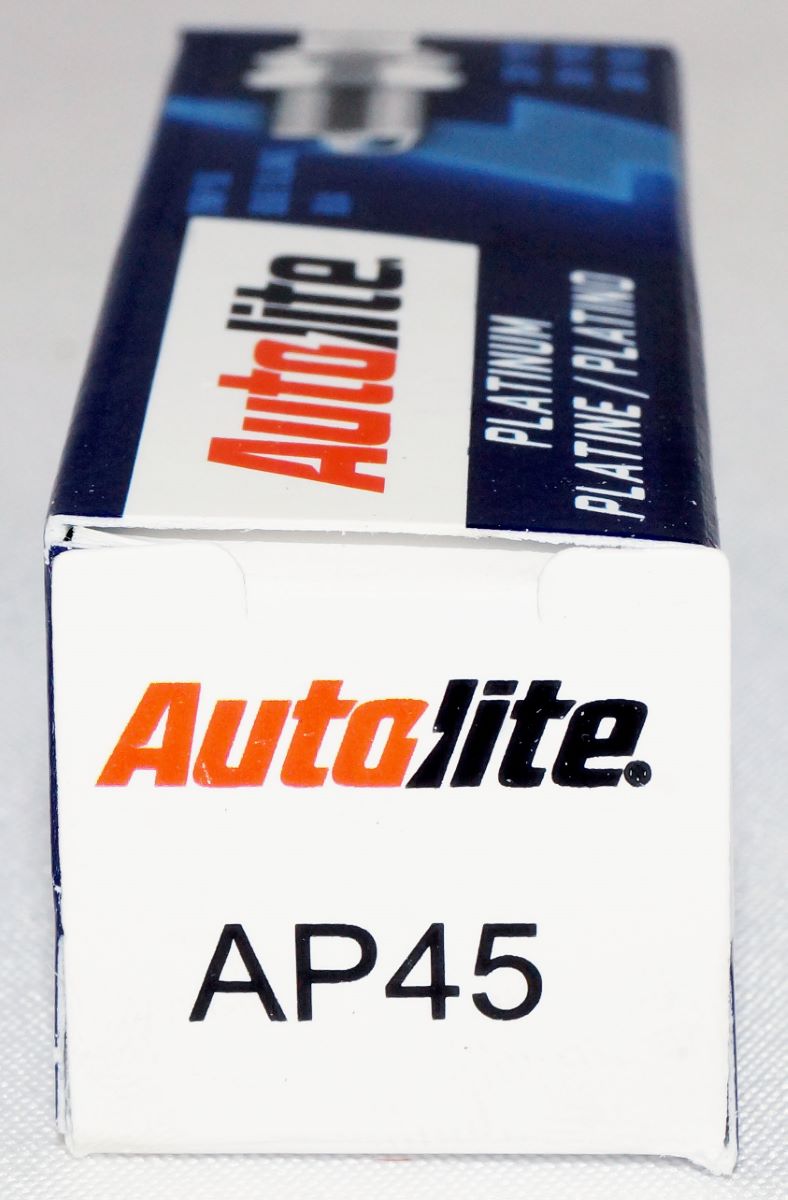 Autolite
PLATINUM
PLATINE / PLATINO
Autolite®
AP45